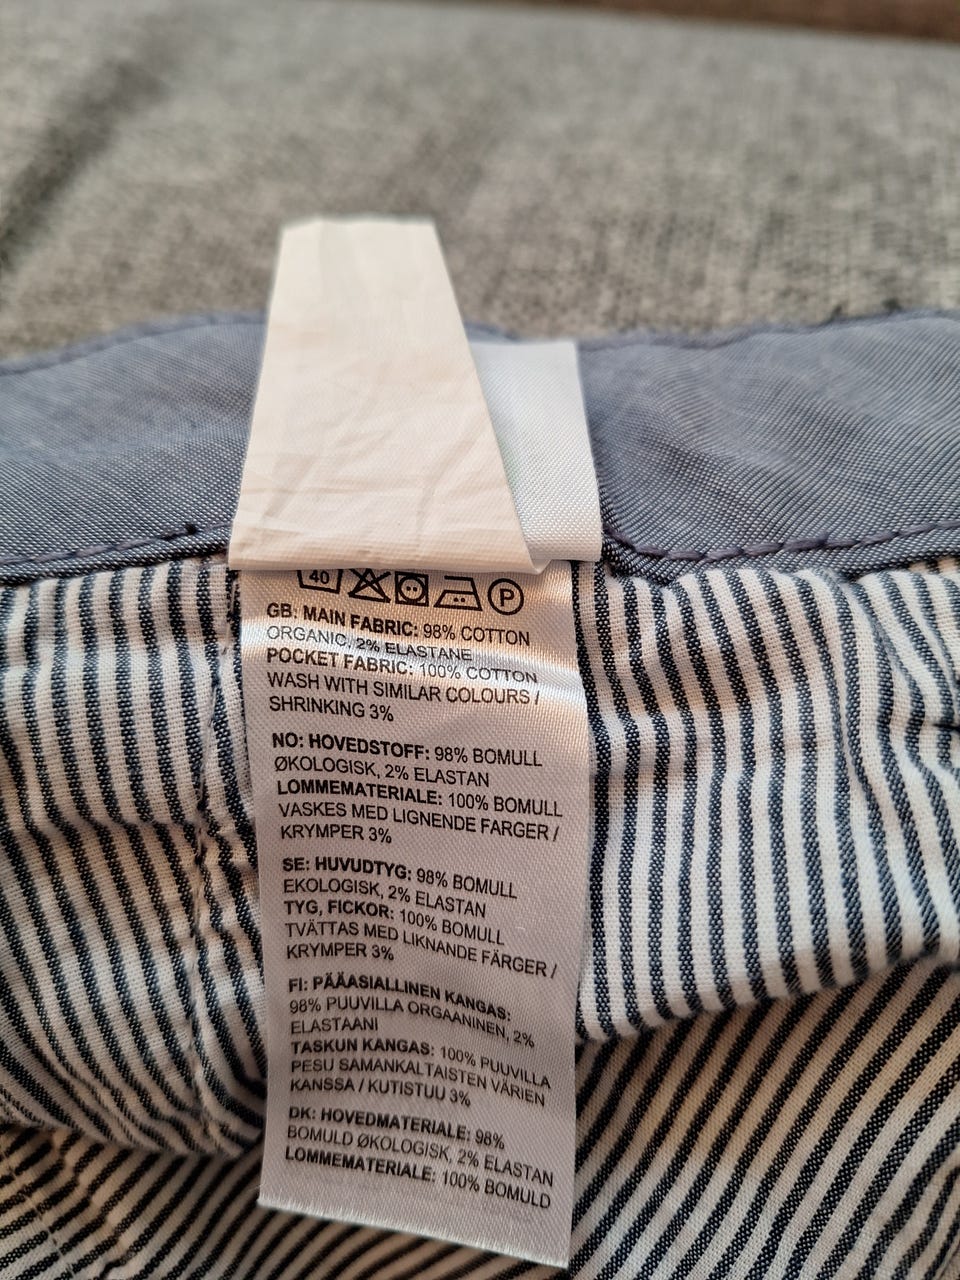 40 P
GB: MAIN FABRIC: 98% COTTON
ORGANIC, 2% ELASTANE
POCKET FABRIC: 100% COTTON
WASH WITH SIMILAR COLOURS /
SHRINKING 3%
NO: HOVEDSTOFF: 98% BOMULL
ØKOLOGISK, 2% ELASTAN
LOMMEMATERIALE: 100% BOMULL
VASKES MED LIGNENDE FARGER /
KRYMPER 3%
SE: HUVUDTYG: 98% BOMULL
EKOLOGISK, 2% ELASTAN
TYG, FICKOR: 100% BOMULL
TVÄTTAS MED LIKNANDE FÄRGER /
KRYMPER 3%
FI: PÄÄASIALLINEN KANGAS:
98% PUUVILLA ORGAANINEN, 2%
ELASTAANI
TASKUN KANGAS: 100% PUUVILLA
PESU SAMANKALTAISTEN VÄRIEN
KANSSA / KUTISTUU 3%
DK: HOVEDMATERIALE: 98%
BOMULD ØKOLOGISK, 2% ELASTAN
LOMMEMATERIALE: 100% BOMULD